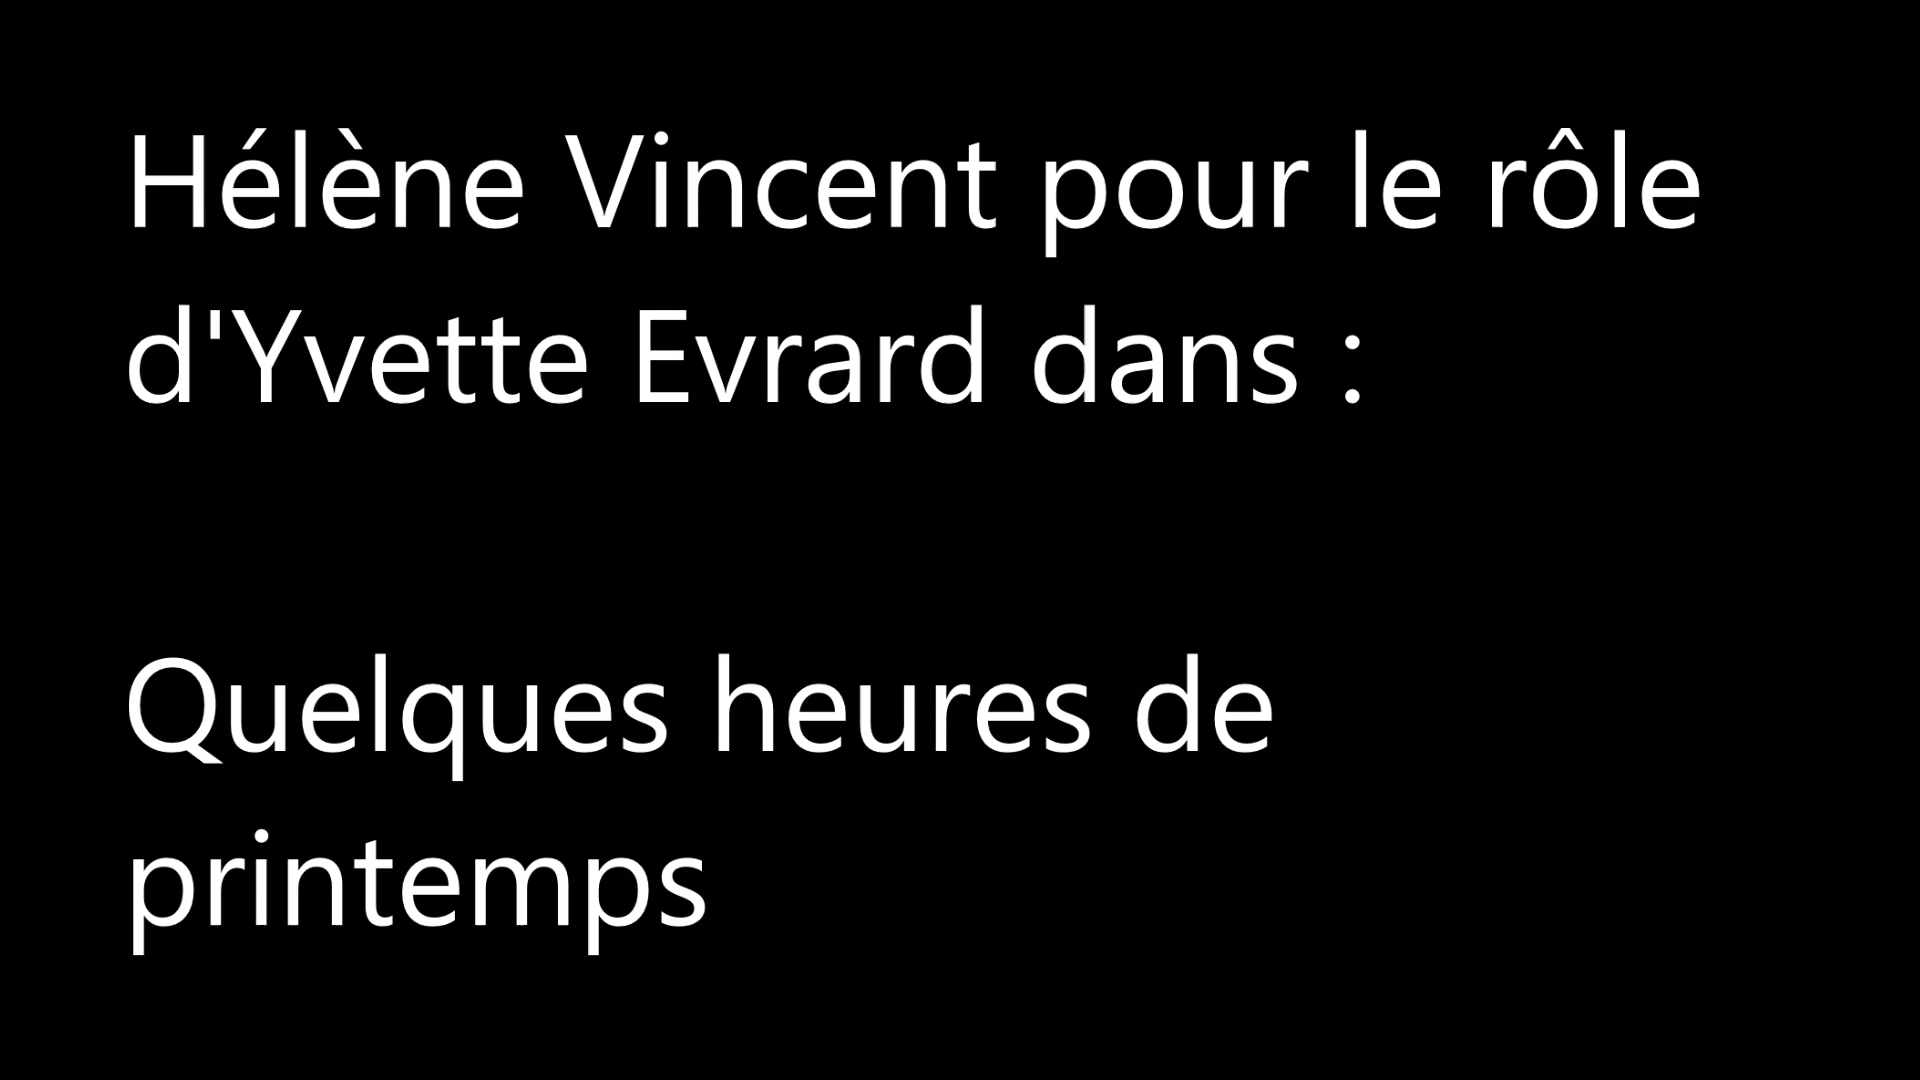 Hélène Vincent pour le rôle
d'Yvette Evrard dans :
Quelques heures de
printemps